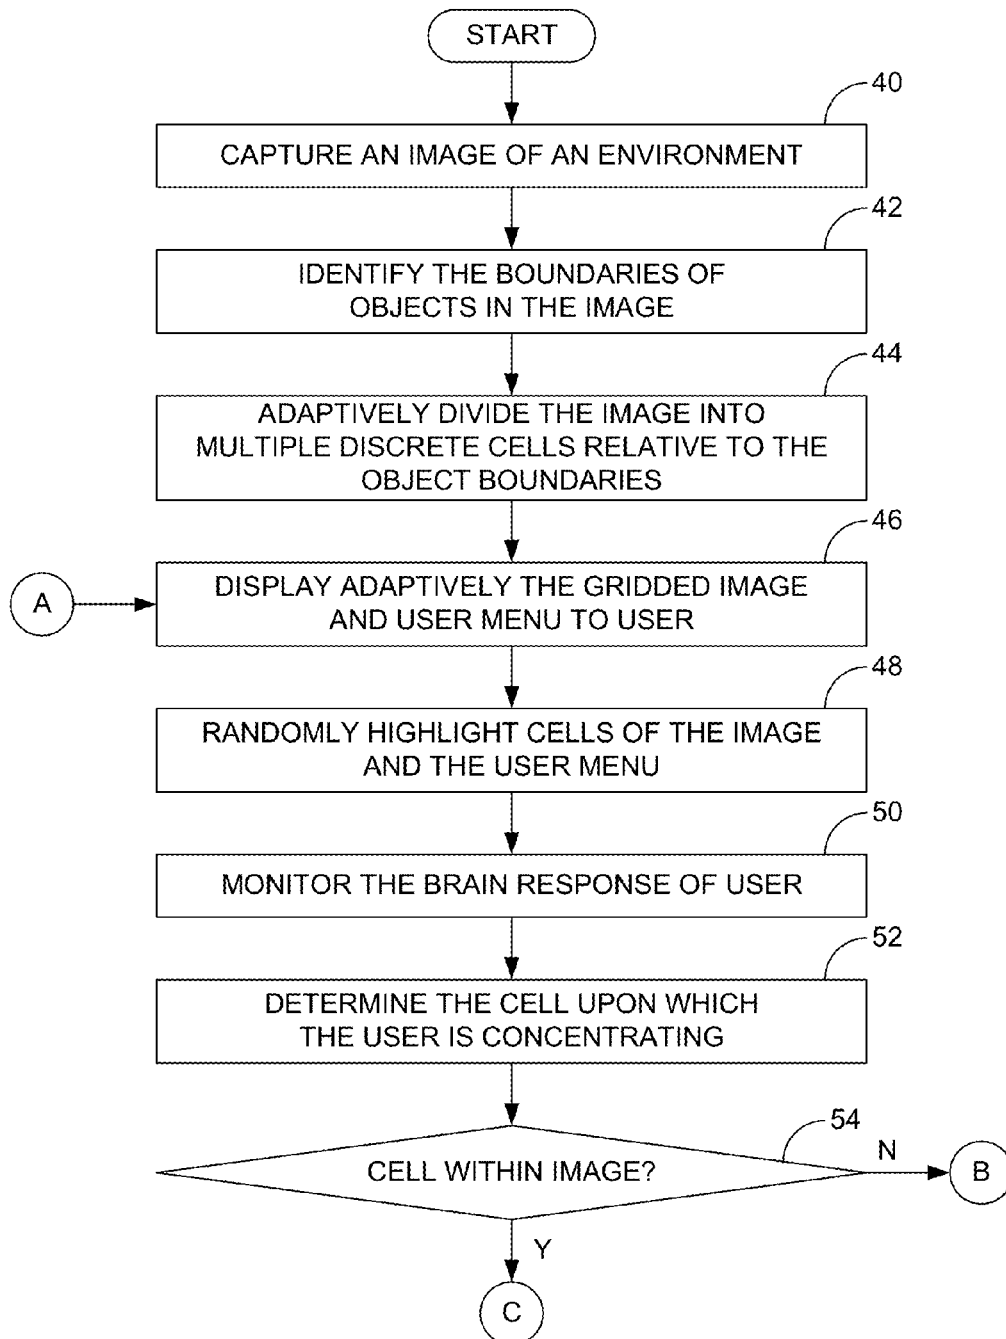 START
40
CAPTURE AN IMAGE OF AN ENVIRONMENT
42
IDENTIFY THE BOUNDARIES OF
OBJECTS IN THE IMAGE
44
ADAPTIVELY DIVIDE THE IMAGE INTO
MULTIPLE DISCRETE CELLS RELATIVE TO THE
OBJECT BOUNDARIES
46
A
DISPLAY ADAPTIVELY THE GRIDDED IMAGE
AND USER MENU TO USER
48
RANDOMLY HIGHLIGHT CELLS OF THE IMAGE
AND THE USER MENU
50
MONITOR THE BRAIN RESPONSE OF USER
52
DETERMINE THE CELL UPON WHICH
THE USER IS CONCENTRATING
54
CELL WITHIN IMAGE?
N
B
Y
C